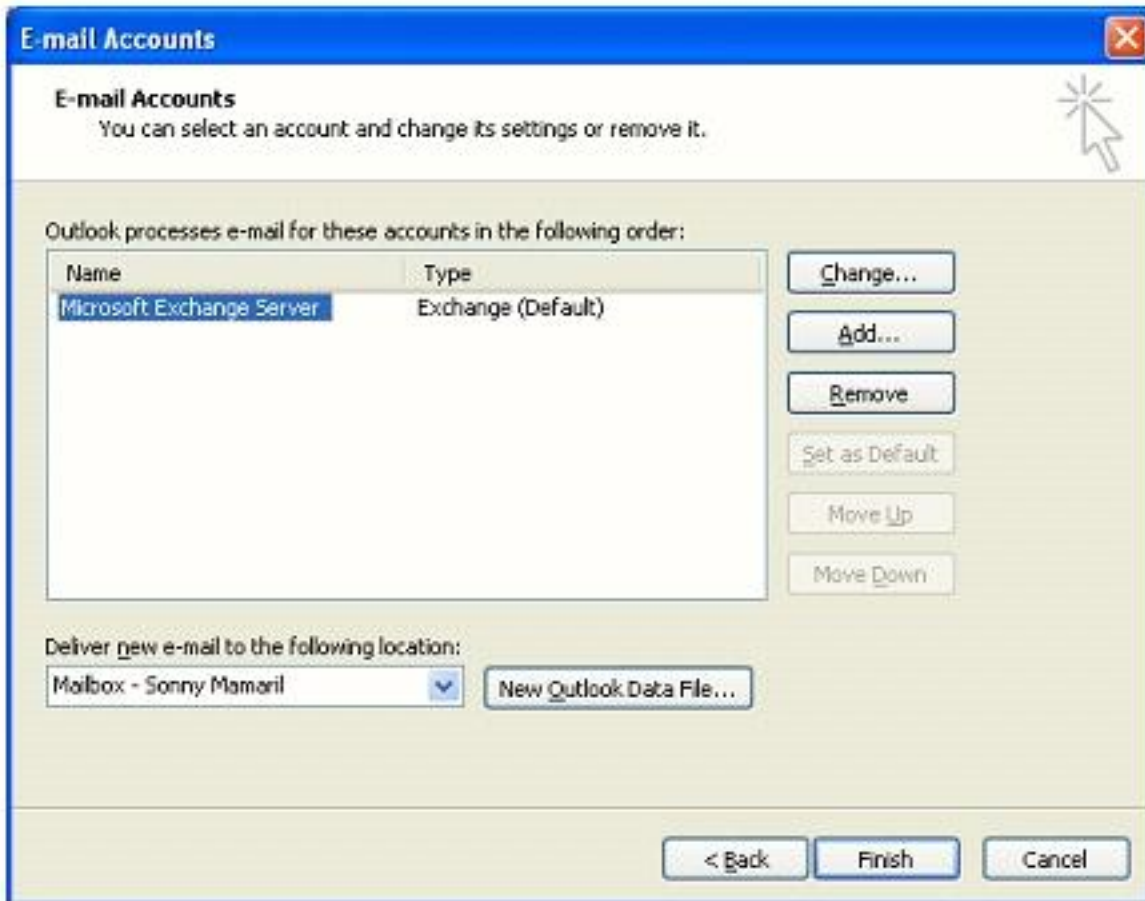 E-mail Accounts
E-mail Accounts
You can select an account and change its settings or remove it.
Outlook processes e-mail for these accounts in the following order:
Name Type
Microsoft Exchange Server Exchange (Default)
Change...
Add...
Remove
Set as Default
Move Up
Move Down
Deliver new e-mail to the following location:
Mailbox - Sonny Mamaril New Outlook Data File...
< Back Finish Cancel